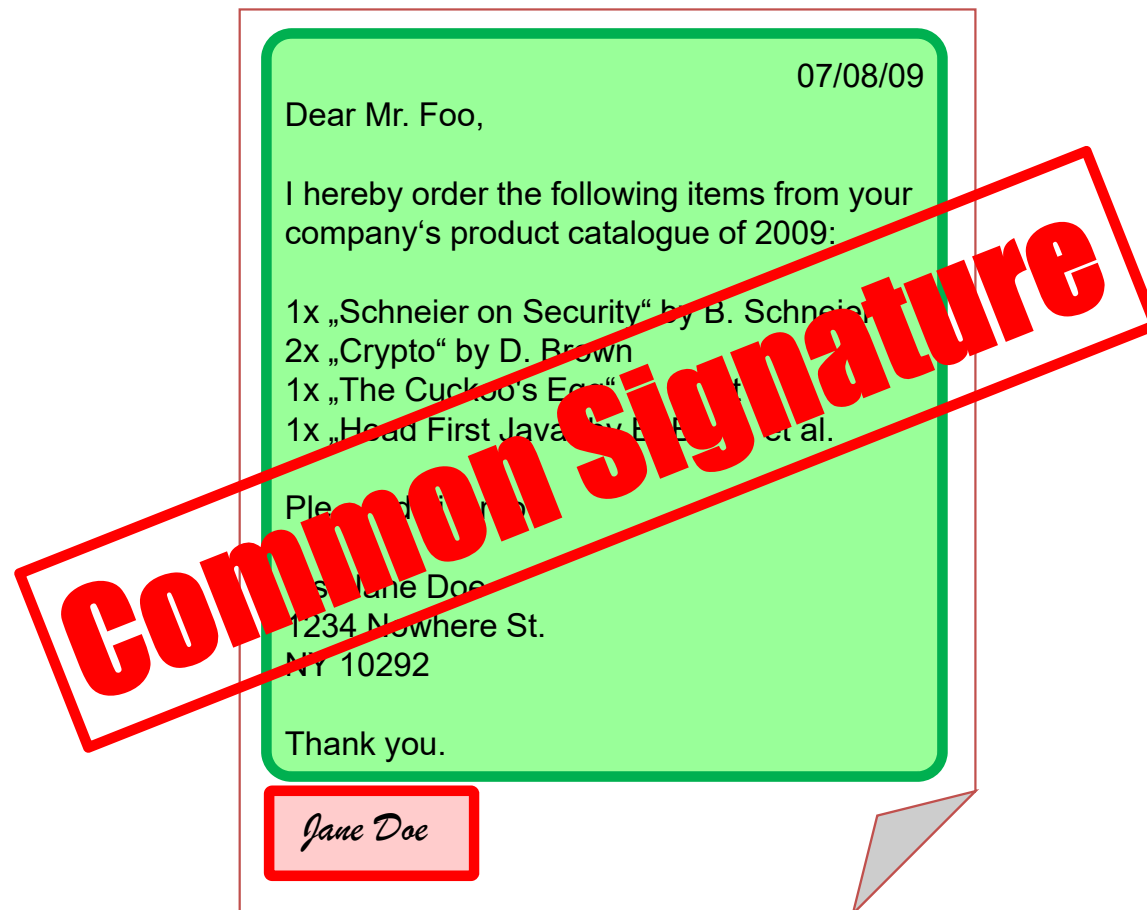 07/08/09
Dear Mr. Foo,
I hereby order the following items from your
company‘s product catalogue of 2009:
1x „Schneier on Security“ by B. Schneier
2x „Crypto“ by D. Brown
1x „The Cuckoo's Egg“
1x „Head First Java“ by et al.
Common Signature
Jane Doe
1234 Nowhere St.
NY 10292
Thank you.
Jane Doe